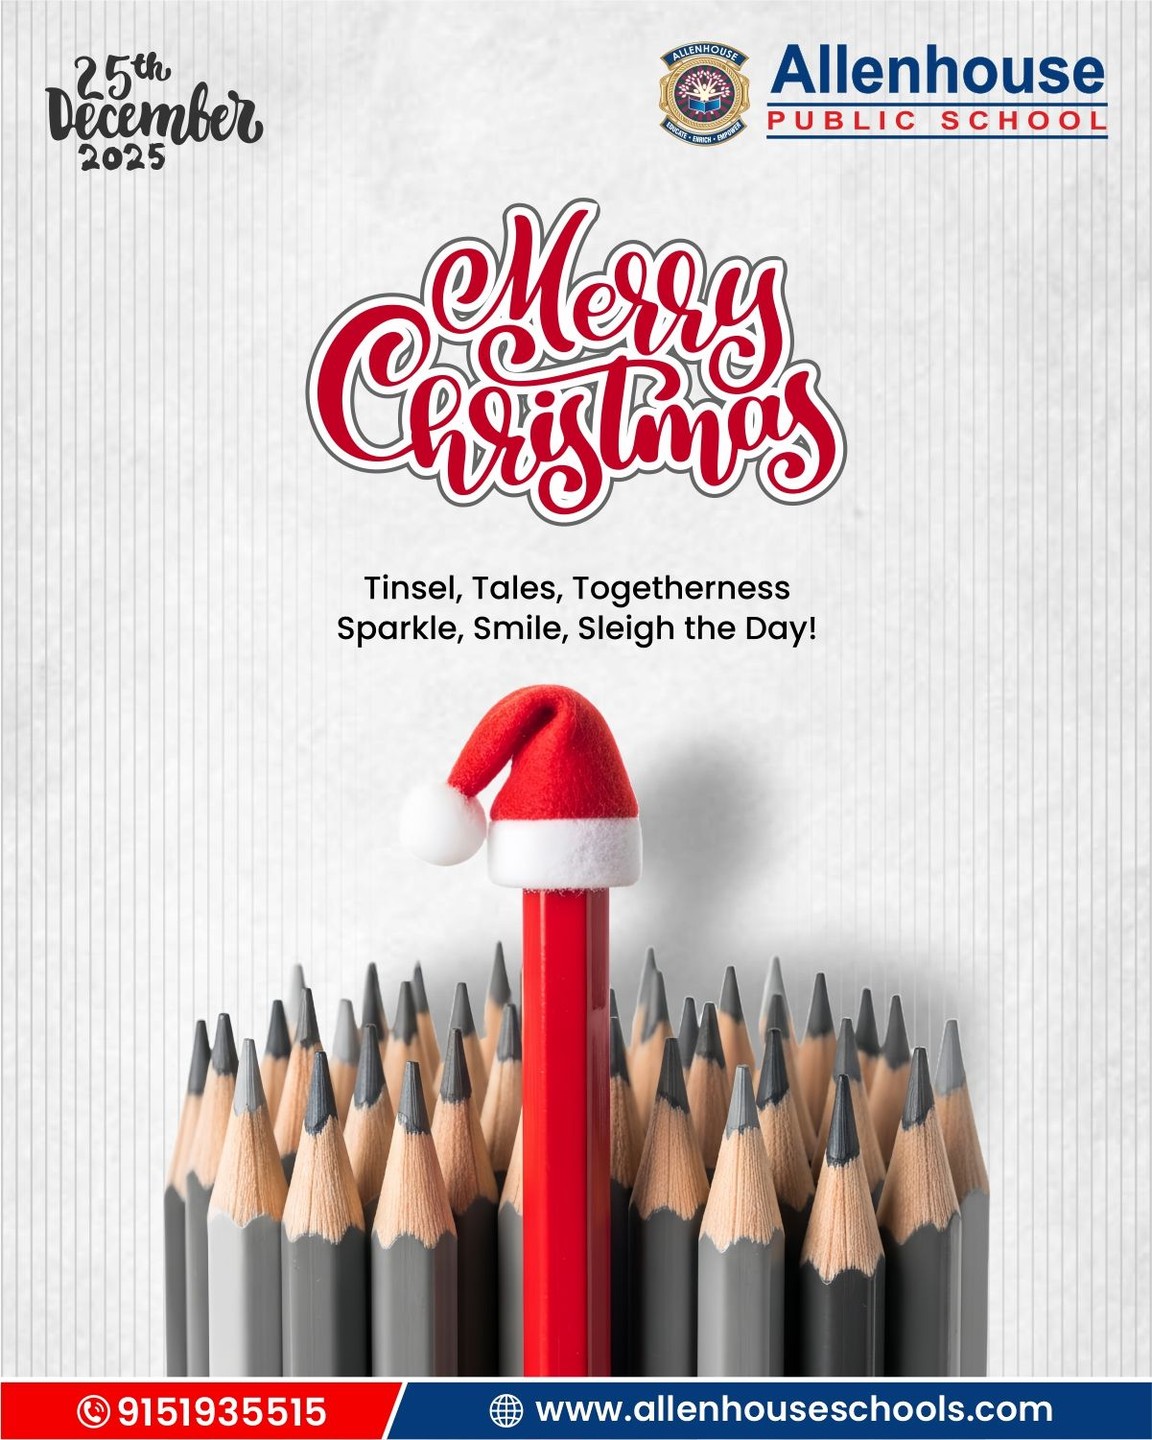 25th
December
2025
ALLENHOUSE
EDUCATE • ENRICH • EMPOWER
Allenhouse
PUBLIC SCHOOL
Merry
Christmas
Tinsel, Tales, Togetherness
Sparkle, Smile, Sleigh the Day!
9151935515
www.allenhouseschools.com